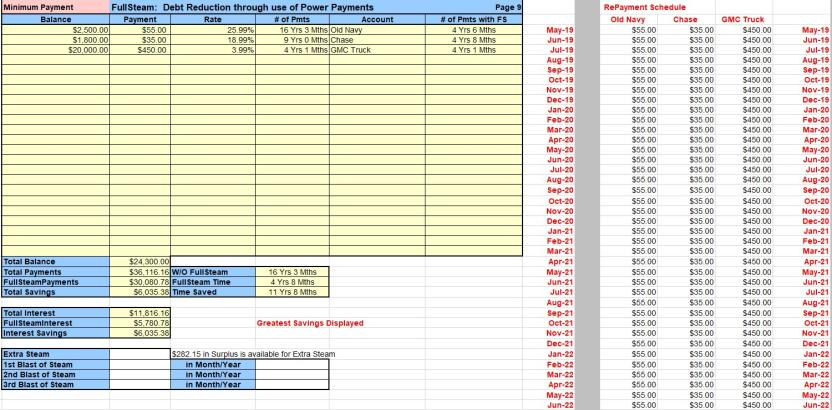 Minimum Payment FullSteam: Debt Reduction through use of Power Payments Page 9 RePayment Schedule
Balance Payment Rate # of Pmts Account # of Pmts with FS Old Navy Chase GMC Truck
$2,500.00 $55.00 25.99% 16 Yrs 3 Mths Old Navy 4 Yrs 6 Mths May-19 $55.00 $35.00 $450.00 May-19
$1,800.00 $35.00 18.99% 9 Yrs 0 Mths Chase 4 Yrs 8 Mths Jun-19 $55.00 $35.00 $450.00 Jun-19
$20,000.00 $450.00 3.99% 4 Yrs 1 Mths GMC Truck 4 Yrs 1 Mths Jul-19 $55.00 $35.00 $450.00 Jul-19
Aug-19 $55.00 $35.00 $450.00 Aug-19
Sep-19 $55.00 $35.00 $450.00 Sep-19
Oct-19 $55.00 $35.00 $450.00 Oct-19
Nov-19 $55.00 $35.00 $450.00 Nov-19
Dec-19 $55.00 $35.00 $450.00 Dec-19
Jan-20 $55.00 $35.00 $450.00 Jan-20
Feb-20 $55.00 $35.00 $450.00 Feb-20
Mar-20 $55.00 $35.00 $450.00 Mar-20
Apr-20 $55.00 $35.00 $450.00 Apr-20
May-20 $55.00 $35.00 $450.00 May-20
Jun-20 $55.00 $35.00 $450.00 Jun-20
Jul-20 $55.00 $35.00 $450.00 Jul-20
Aug-20 $55.00 $35.00 $450.00 Aug-20
Sep-20 $55.00 $35.00 $450.00 Sep-20
Oct-20 $55.00 $35.00 $450.00 Oct-20
Nov-20 $55.00 $35.00 $450.00 Nov-20
Dec-20 $55.00 $35.00 $450.00 Dec-20
Jan-21 $55.00 $35.00 $450.00 Jan-21
Feb-21 $55.00 $35.00 $450.00 Feb-21
Mar-21 $55.00 $35.00 $450.00 Mar-21
Total Balance $24,300.00 Apr-21 $55.00 $35.00 $450.00 Apr-21
Total Payments $36,116.16 W/O FullSteam 16 Yrs 3 Mths May-21 $55.00 $35.00 $450.00 May-21
FullSteamPayments $30,080.78 FullSteam Time 4 Yrs 8 Mths Jun-21 $55.00 $35.00 $450.00 Jun-21
Total Savings $6,035.38 Time Saved 11 Yrs 8 Mths Jul-21 $55.00 $35.00 $450.00 Jul-21
Aug-21 $55.00 $35.00 $450.00 Aug-21
Total Interest $11,816.16 Sep-21 $55.00 $35.00 $450.00 Sep-21
FullSteamInterest $5,780.78 Greatest Savings Displayed Oct-21 $55.00 $35.00 $450.00 Oct-21
Interest Savings $6,035.38 Nov-21 $55.00 $35.00 $450.00 Nov-21
Dec-21 $55.00 $35.00 $450.00 Dec-21
Extra Steam $282.15 in Surplus is available for Extra Steam Jan-22 $55.00 $35.00 $450.00 Jan-22
1st Blast of Steam in Month/Year Feb-22 $55.00 $35.00 $450.00 Feb-22
2nd Blast of Steam in Month/Year Mar-22 $55.00 $35.00 $450.00 Mar-22
3rd Blast of Steam in Month/Year Apr-22 $55.00 $35.00 $450.00 Apr-22
May-22 $55.00 $35.00 $450.00 May-22
Jun-22 $55.00 $35.00 $450.00 Jun-22